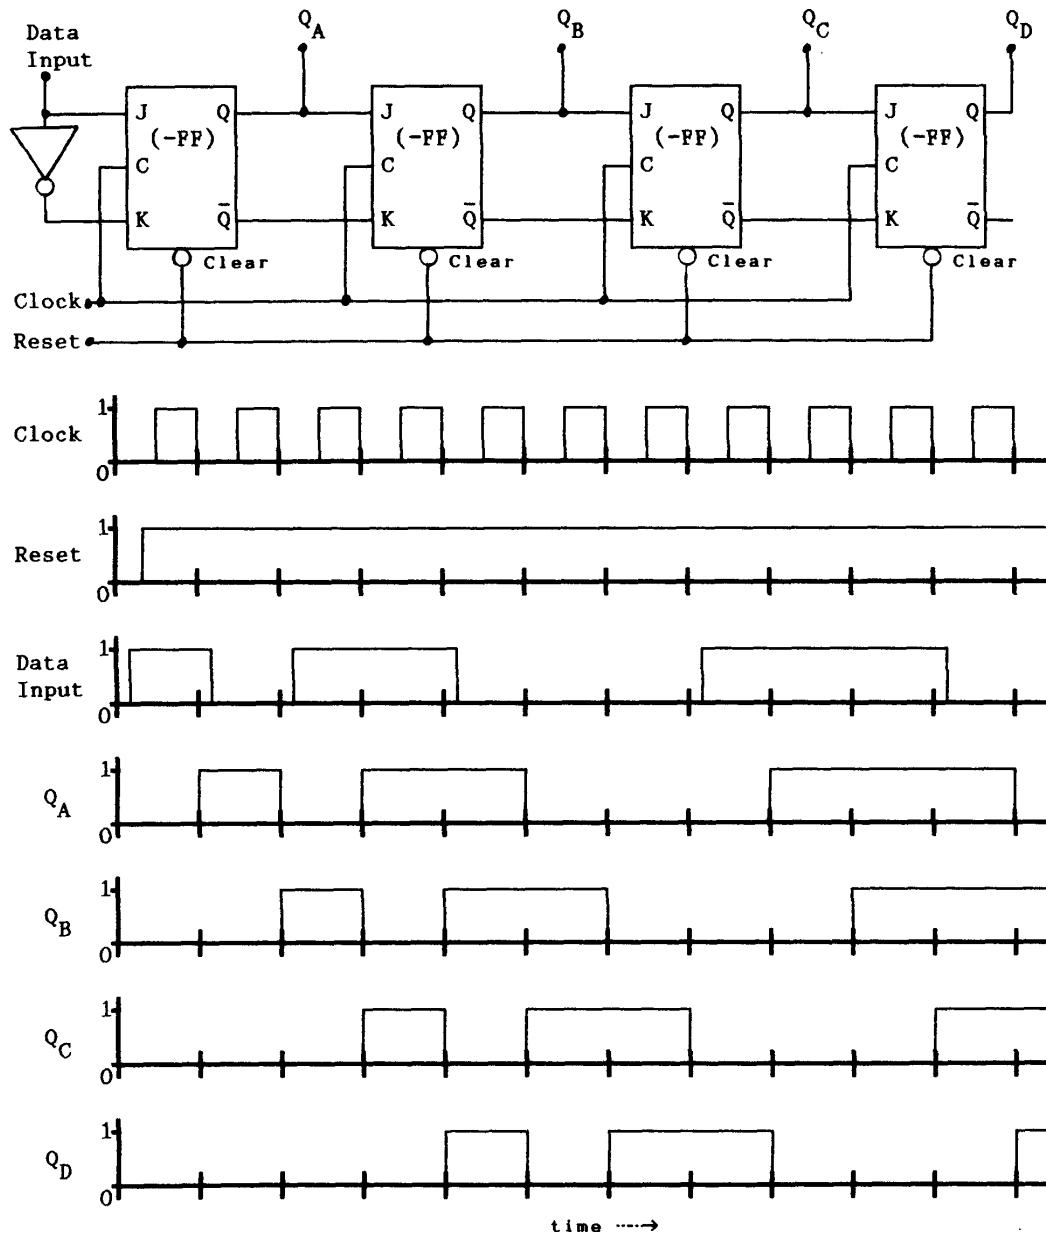 Data
Input
Q A
Q B
Q C
Q D
J Q
(-FF)
C
K Q̄
Clear
J Q
(-FF)
C
K Q̄
Clear
J Q
(-FF)
C
K Q̄
Clear
J Q
(-FF)
C
K Q̄
Clear
Clock
Reset
1
Clock
0
1
Reset
0
1
Data
Input
0
1
Q A
0
1
Q B
0
1
Q C
0
1
Q D
0
time